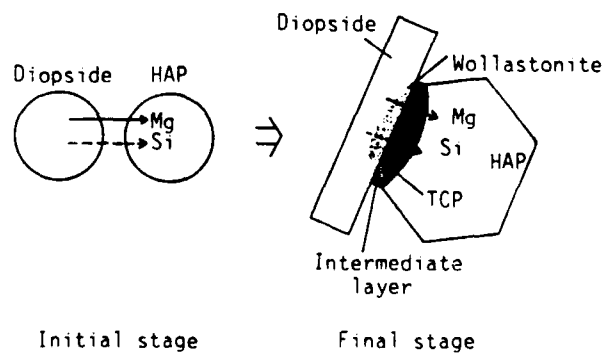 Diopside
HAP
Mg
Si
Initial stage
Diopside
Wollastonite
Mg
Si
HAP
TCP
Intermediate
layer
Final stage